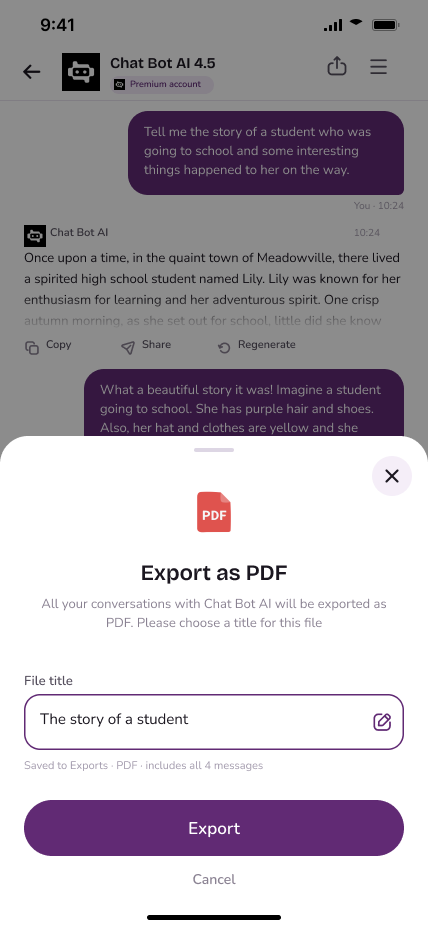 9:41
Chat Bot AI 4.5
Premium account
Tell me the story of a student who was
going to school and some interesting
things happened to her on the way.
You · 10:24
Chat Bot AI
10:24
Once upon a time, in the quaint town of Meadowville, there lived
a spirited high school student named Lily. Lily was known for her
enthusiasm for learning and her adventurous spirit. One crisp
autumn morning, as she set out for school, little did she know
Copy
Share
Regenerate
What a beautiful story it was! Imagine a student
going to school. She has purple hair and shoes.
Also, her hat and clothes are yellow and she
PDF
Export as PDF
All your conversations with Chat Bot AI will be exported as
PDF. Please choose a title for this file
File title
The story of a student
Saved to Exports · PDF · includes all 4 messages
Export
Cancel